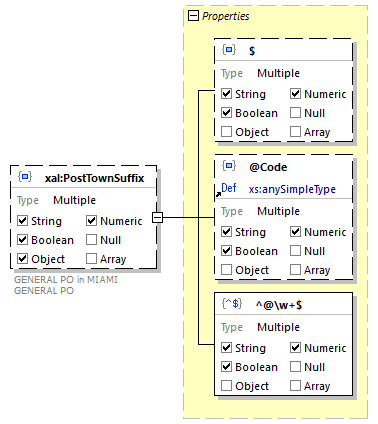 Properties
{ } $
Type Multiple
String Numeric
Boolean Null
Object Array
{ } @Code
Def xs:anySimpleType
Type Multiple
String Numeric
Boolean Null
Object Array
{ } xal:PostTownSuffix
Type Multiple
String Numeric
Boolean Null
Object Array
GENERAL PO in MIAMI
GENERAL PO
{^$} ^@\w+$
Type Multiple
String Numeric
Boolean Null
Object Array